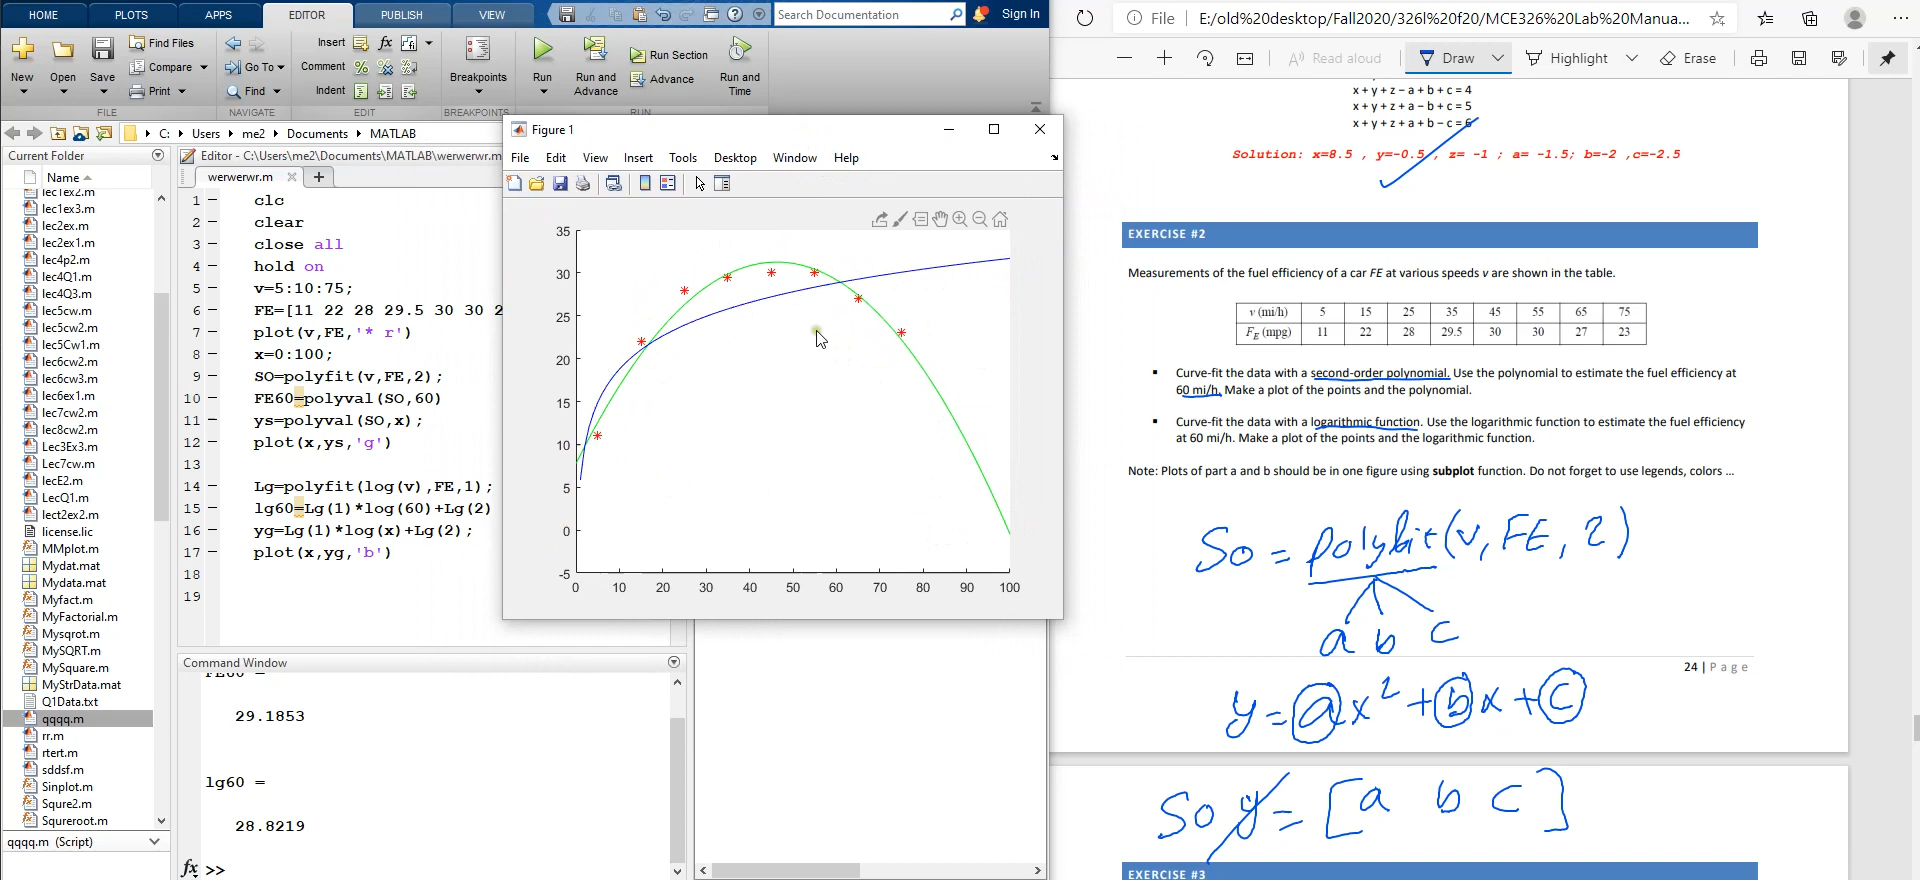 HOME PLOTS APPS EDITOR PUBLISH VIEW Search Documentation Sign In
New Open Save Find Files Compare Print
FILE
Go To Find
NAVIGATE
Insert fx
Comment
Indent
EDIT
Breakpoints
BREAKPOINTS
Run Run and Advance Run Section Advance Run and Time
RUN
C: Users me2 Documents MATLAB
Current Folder
Name
lec1ex2.m
lec1ex3.m
lec2ex.m
lec2ex1.m
lec4p2.m
lec4Q1.m
lec4Q3.m
lec5cw.m
lec5cw2.m
lec5Cw1.m
lec6cw2.m
lec6cw3.m
lec6ex1.m
lec7cw2.m
lec8cw2.m
Lec3Ex3.m
Lec7cw.m
lecE2.m
LecQ1.m
lect2ex2.m
license.lic
MMplot.m
Mydat.mat
Mydata.mat
Myfact.m
MyFactorial.m
Mysqrot.m
MySQRT.m
MySquare.m
MyStrData.mat
Q1Data.txt
qqqq.m
rr.m
rtert.m
sddsf.m
Sinplot.m
Squre2.m
Squreroot.m
qqqq.m (Script)
Editor - C:\Users\me2\Documents\MATLAB\werwerwr.m
werwerwr.m
1 clc
2 clear
3 close all
4 hold on
5 v=5:10:75;
6 FE=[11 22 28 29.5 30 30 2
7 plot(v,FE,'* r')
8 x=0:100;
9 SO=polyfit(v,FE,2);
10 FE60=polyval(SO,60)
11 ys=polyval(SO,x);
12 plot(x,ys,'g')
13
14 Lg=polyfit(log(v),FE,1);
15 lg60=Lg(1)*log(60)+Lg(2)
16 yg=Lg(1)*log(x)+Lg(2);
17 plot(x,yg,'b')
18
19
Command Window
FE60 =
29.1853
lg60 =
28.8219
fx >>
Figure 1
File Edit View Insert Tools Desktop Window Help
35
30
25
20
15
10
5
0
-5
0 10 20 30 40 50 60 70 80 90 100
File E:/old%20desktop/Fall2020/326l%20f20/MCE326%20Lab%20Manua...
Read aloud Draw Highlight Erase
x + y + z − a + b + c = 4
x + y + z + a − b + c = 5
x + y + z + a + b − c = 6
Solution: x=8.5 , y=-0.5 , z= -1 ; a= -1.5; b=-2 ,c=-2.5
EXERCISE #2
Measurements of the fuel efficiency of a car FE at various speeds v are shown in the table.
v (mi/h) 5 15 25 35 45 55 65 75
FE (mpg) 11 22 28 29.5 30 30 27 23
▪ Curve-fit the data with a second-order polynomial. Use the polynomial to estimate the fuel efficiency at
60 mi/h. Make a plot of the points and the polynomial.
▪ Curve-fit the data with a logarithmic function. Use the logarithmic function to estimate the fuel efficiency
at 60 mi/h. Make a plot of the points and the logarithmic function.
Note: Plots of part a and b should be in one figure using subplot function. Do not forget to use legends, colors ...
So = polyfit(v, FE, 2)
a b c
24 | Page
y = ax² + bx + c
So y = [a b c]
EXERCISE #3